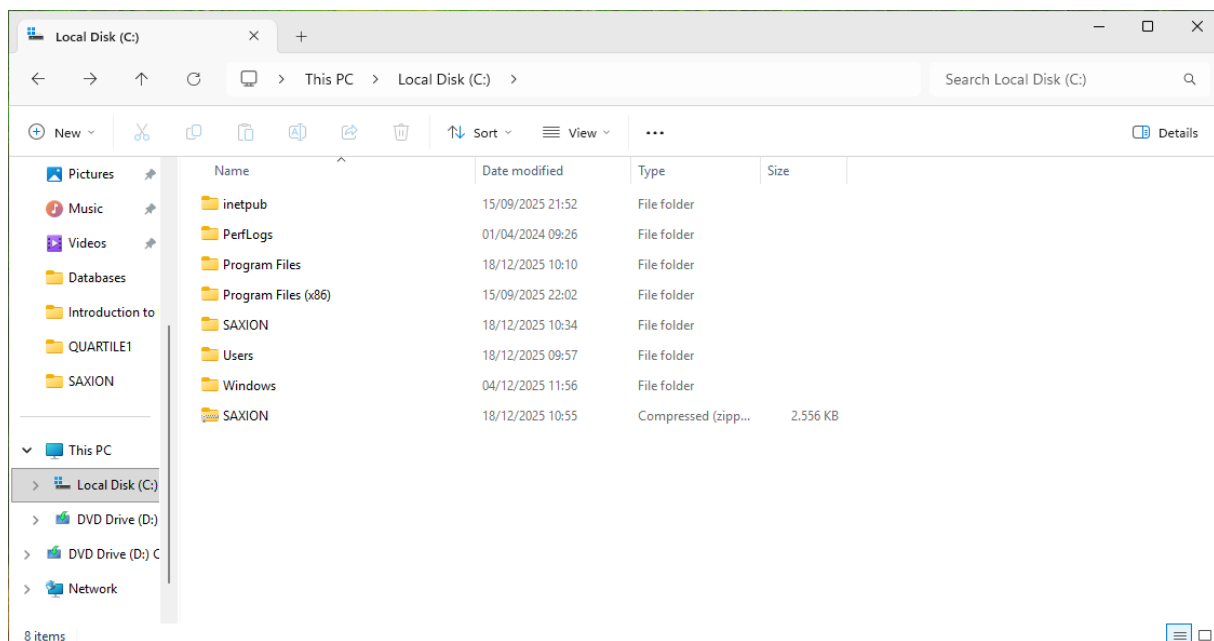 Local Disk (C:)
This PC > Local Disk (C:) >
Search Local Disk (C:)
New
Sort
View
Details
Pictures
Music
Videos
Databases
Introduction to
QUARTILE1
SAXION
This PC
Local Disk (C:)
DVD Drive (D:)
DVD Drive (D:) C
Network
Name Date modified Type Size
inetpub 15/09/2025 21:52 File folder
PerfLogs 01/04/2024 09:26 File folder
Program Files 18/12/2025 10:10 File folder
Program Files (x86) 15/09/2025 22:02 File folder
SAXION 18/12/2025 10:34 File folder
Users 18/12/2025 09:57 File folder
Windows 04/12/2025 11:56 File folder
SAXION 18/12/2025 10:55 Compressed (zipp... 2.556 KB
8 items